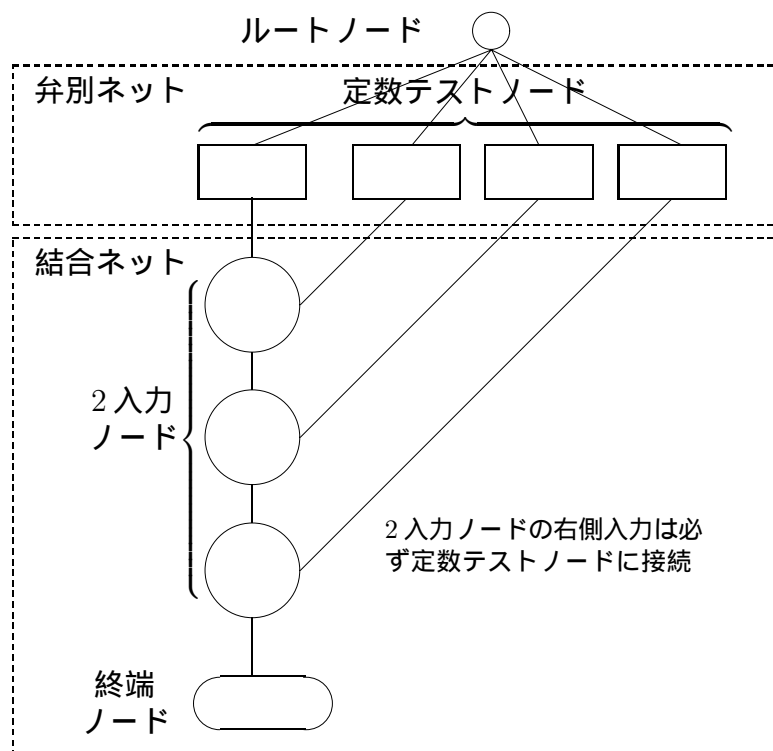 ルートノード
弁別ネット
定数テストノード
結合ネット
2 入力
ノード
2 入力ノードの右側入力は必
ず定数テストノードに接続
終端
ノード